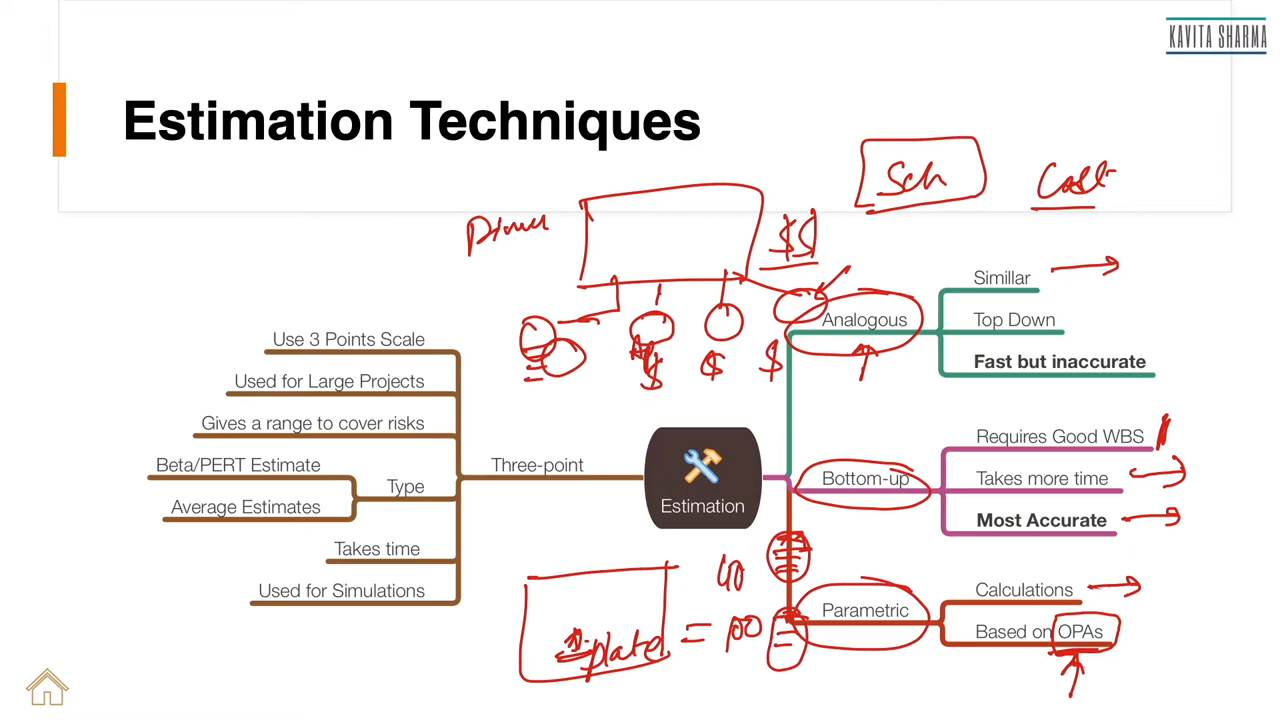 KAVITA SHARMA
Estimation Techniques
Sch
Cost
$$
Simillar
Analogous
Top Down
Fast but inaccurate
$ $ $
Use 3 Points Scale
Used for Large Projects
Gives a range to cover risks
Beta/PERT Estimate
Three-point
Type
Average Estimates
Takes time
Used for Simulations
Estimation
Requires Good WBS
Bottom-up
Takes more time
Most Accurate
Calculations
Parametric
Based on OPAs
plate = 100